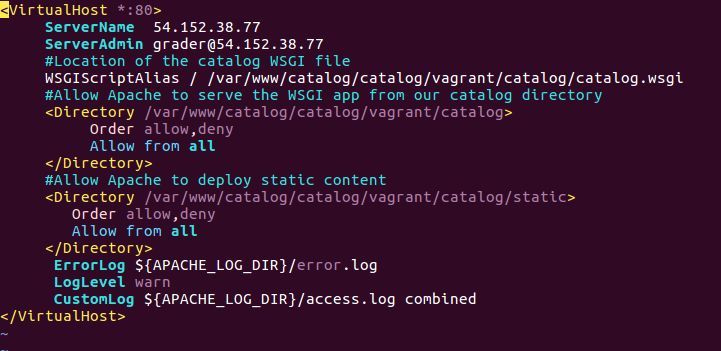 <VirtualHost *:80>
ServerName 54.152.38.77
ServerAdmin grader@54.152.38.77
#Location of the catalog WSGI file
WSGIScriptAlias / /var/www/catalog/catalog/vagrant/catalog/catalog.wsgi
#Allow Apache to serve the WSGI app from our catalog directory
<Directory /var/www/catalog/catalog/vagrant/catalog>
Order allow,deny
Allow from all
</Directory>
#Allow Apache to deploy static content
<Directory /var/www/catalog/catalog/vagrant/catalog/static>
Order allow,deny
Allow from all
</Directory>
ErrorLog ${APACHE_LOG_DIR}/error.log
LogLevel warn
CustomLog ${APACHE_LOG_DIR}/access.log combined
</VirtualHost>
~
~